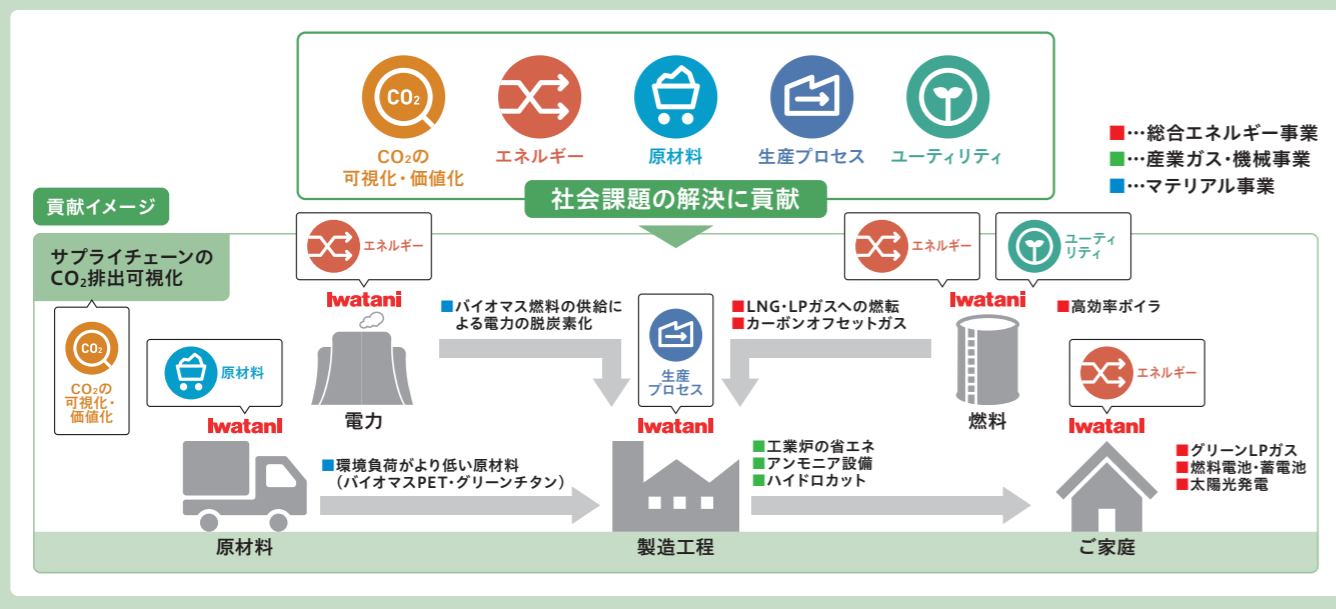 CO₂
CO₂の
可視化・価値化
エネルギー
原材料
生産プロセス
ユーティリティ
■…総合エネルギー事業
■…産業ガス・機械事業
■…マテリアル事業
社会課題の解決に貢献
貢献イメージ
サプライチェーンの
CO₂排出可視化
CO₂
CO₂の
可視化・
価値化
エネルギー
Iwatani
電力
■バイオマス燃料の供給に
よる電力の脱炭素化
原材料
Iwatani
原材料
■環境負荷がより低い原材料
（バイオマスPET・グリーンチタン）
生産
プロセス
Iwatani
製造工程
■LNG・LPガスへの燃転
■カーボンオフセットガス
エネルギー
ユーティ
リティ
Iwatani
燃料
■高効率ボイラ
■工業炉の省エネ
■アンモニア設備
■ハイドロカット
エネルギー
Iwatani
ご家庭
■グリーンLPガス
■燃料電池・蓄電池
■太陽光発電